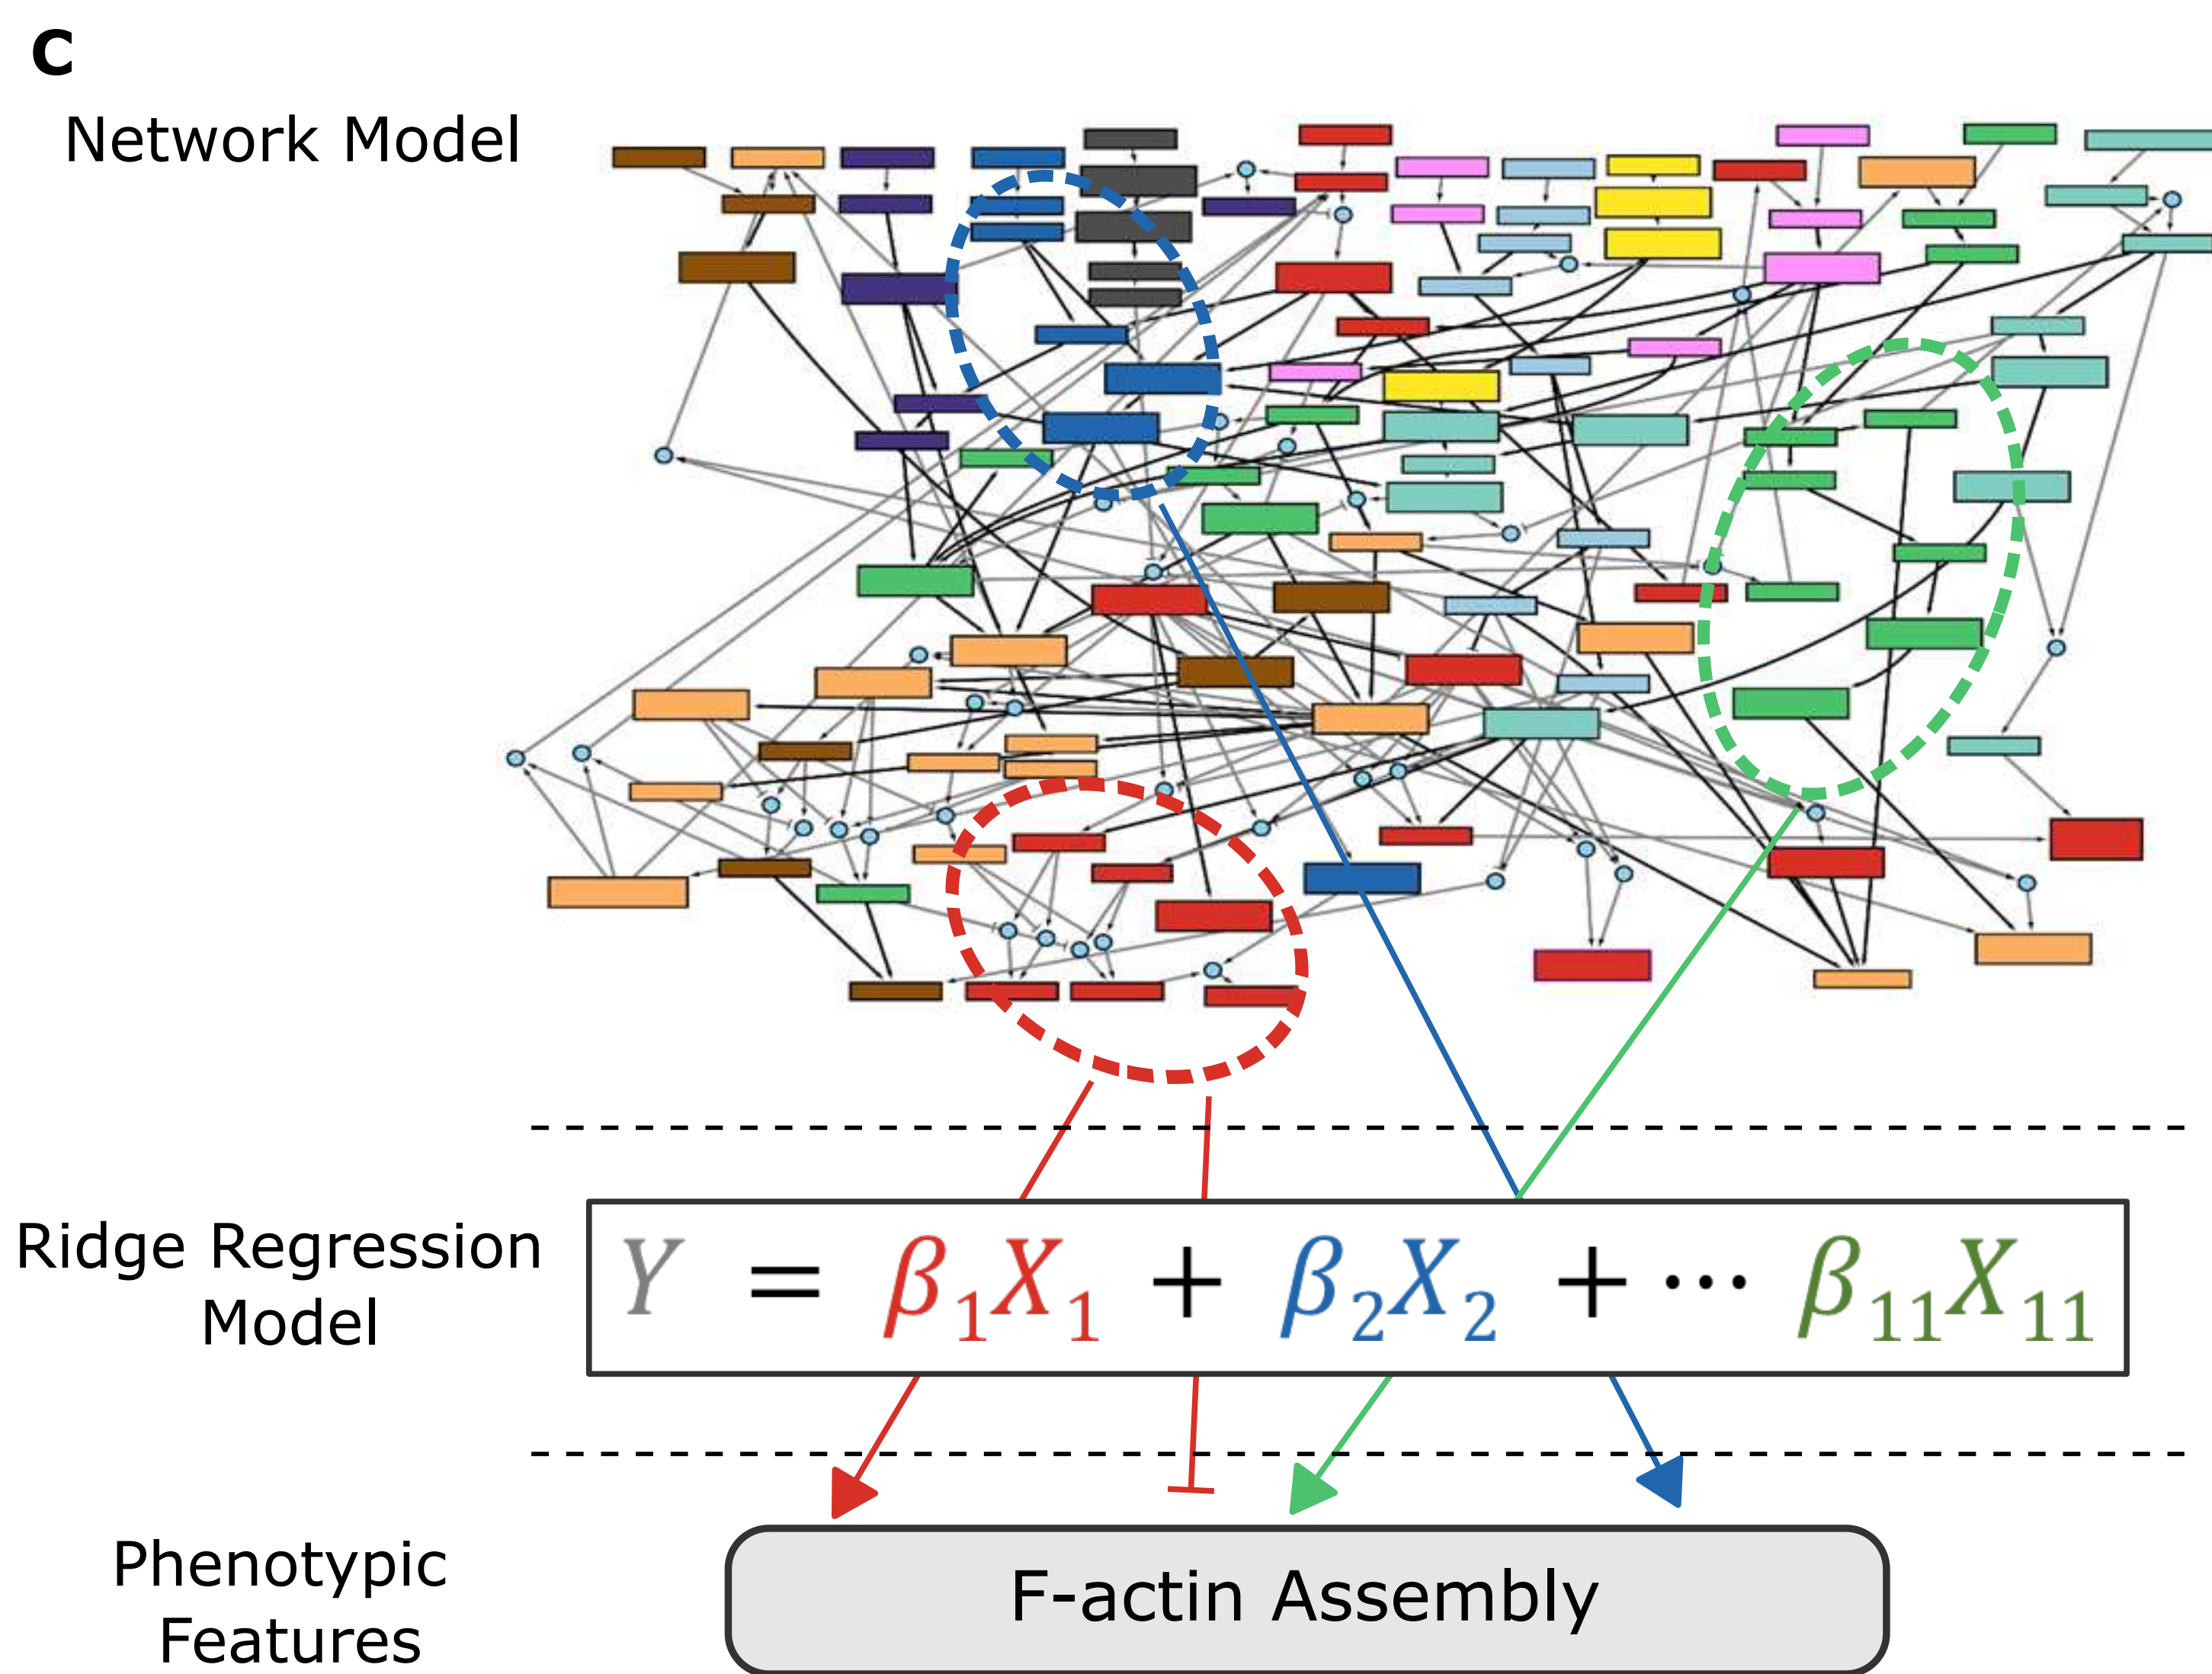 C
Network Model
Ridge Regression
Model
Y = β₁X₁ + β₂X₂ + ··· β₁₁X₁₁
Phenotypic
Features
F-actin Assembly